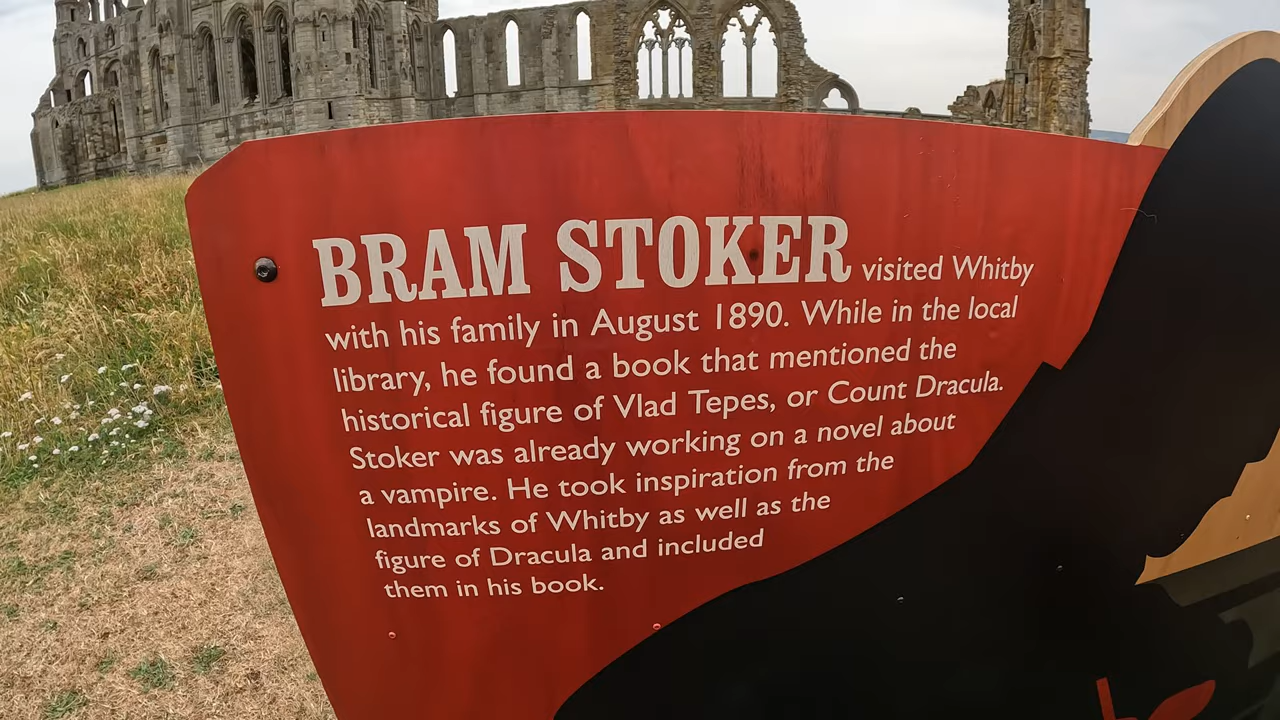 BRAM STOKER visited Whitby
with his family in August 1890. While in the local
library, he found a book that mentioned the
historical figure of Vlad Tepes, or Count Dracula.
Stoker was already working on a novel about
a vampire. He took inspiration from the
landmarks of Whitby as well as the
figure of Dracula and included
them in his book.